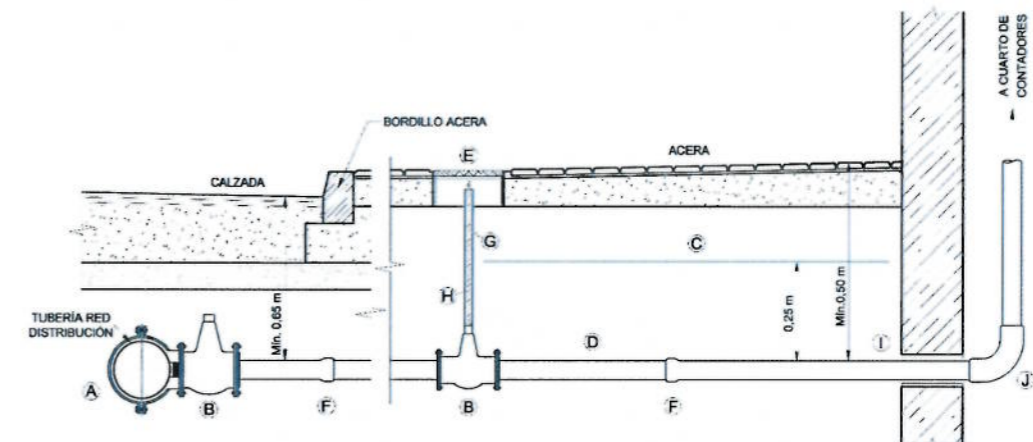 A CUARTO DE
CONTADORES
BORDILLO ACERA
E
ACERA
CALZADA
G
C
H
Mín. 0,65 m
0,25 m
Mín.0,50 m
TUBERÍA RED
DISTRIBUCIÓN
D
I
A
B
F
B
F
J